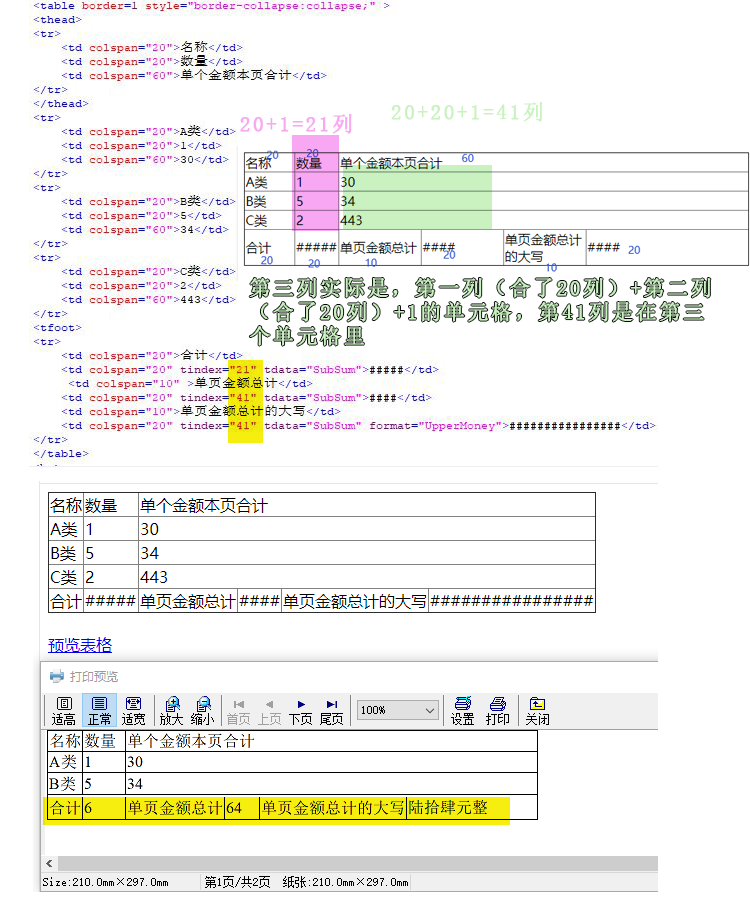 <table border=1 style="border-collapse:collapse;" >
<thead>
<tr>
<td colspan="20">名称</td>
<td colspan="20">数量</td>
<td colspan="60">单个金额本页合计</td>
</tr>
</thead>
<tr>
<td colspan="20">A类</td>
<td colspan="20">1</td>
<td colspan="60">30</td>
</tr>
<tr>
<td colspan="20">B类</td>
<td colspan="20">5</td>
<td colspan="60">34</td>
</tr>
<tr>
<td colspan="20">C类</td>
<td colspan="20">2</td>
<td colspan="60">443</td>
</tr>
<tfoot>
<tr>
<td colspan="20">合计</td>
<td colspan="20" tindex="21" tdata="SubSum">#####</td>
<td colspan="10" >单页金额总计</td>
<td colspan="20" tindex="41" tdata="SubSum">####</td>
<td colspan="10">单页金额总计的大写</td>
<td colspan="20" tindex="41" tdata="SubSum" format="UpperMoney">################</td>
</tr>
</table>
20+1=21列
20+20+1=41列
20 20 60
名称 数量 单个金额本页合计
A类 1 30
B类 5 34
C类 2 443
合计 ##### 单页金额总计 #### 单页金额总计的大写 ####
20 20 10 20 10 20
第三列实际是，第一列（合了20列）+第二列
（合了20列）+1的单元格，第41列是在第三
个单元格里
名称 数量 单个金额本页合计
A类 1 30
B类 5 34
C类 2 443
合计 ##### 单页金额总计 #### 单页金额总计的大写 ################
预览表格
打印预览
适高 正常 适宽 放大 缩小 首页 上页 下页 尾页 100% 设置 打印 关闭
名称 数量 单个金额本页合计
A类 1 30
B类 5 34
合计 6 单页金额总计 64 单页金额总计的大写 陆拾肆元整
Size:210.0mm×297.0mm 第1页/共2页 纸张:210.0mm×297.0mm